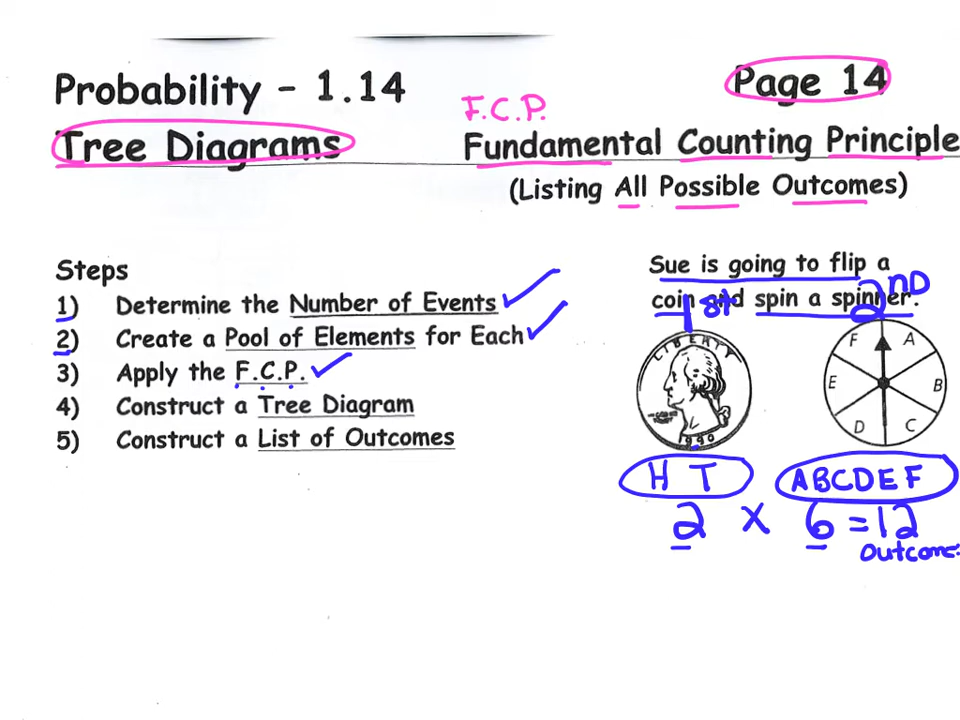 Probability - 1.14
Page 14
F.C.P.
Tree Diagrams
Fundamental Counting Principle
(Listing All Possible Outcomes)
Steps
1) Determine the Number of Events
2) Create a Pool of Elements for Each
3) Apply the F.C.P.
4) Construct a Tree Diagram
5) Construct a List of Outcomes
Sue is going to flip a
coin and spin a spinner.
1st
2ND
LIBERTY
1990
F A
E B
D C
H T
ABCDEF
2 x 6 = 12
Outcomes